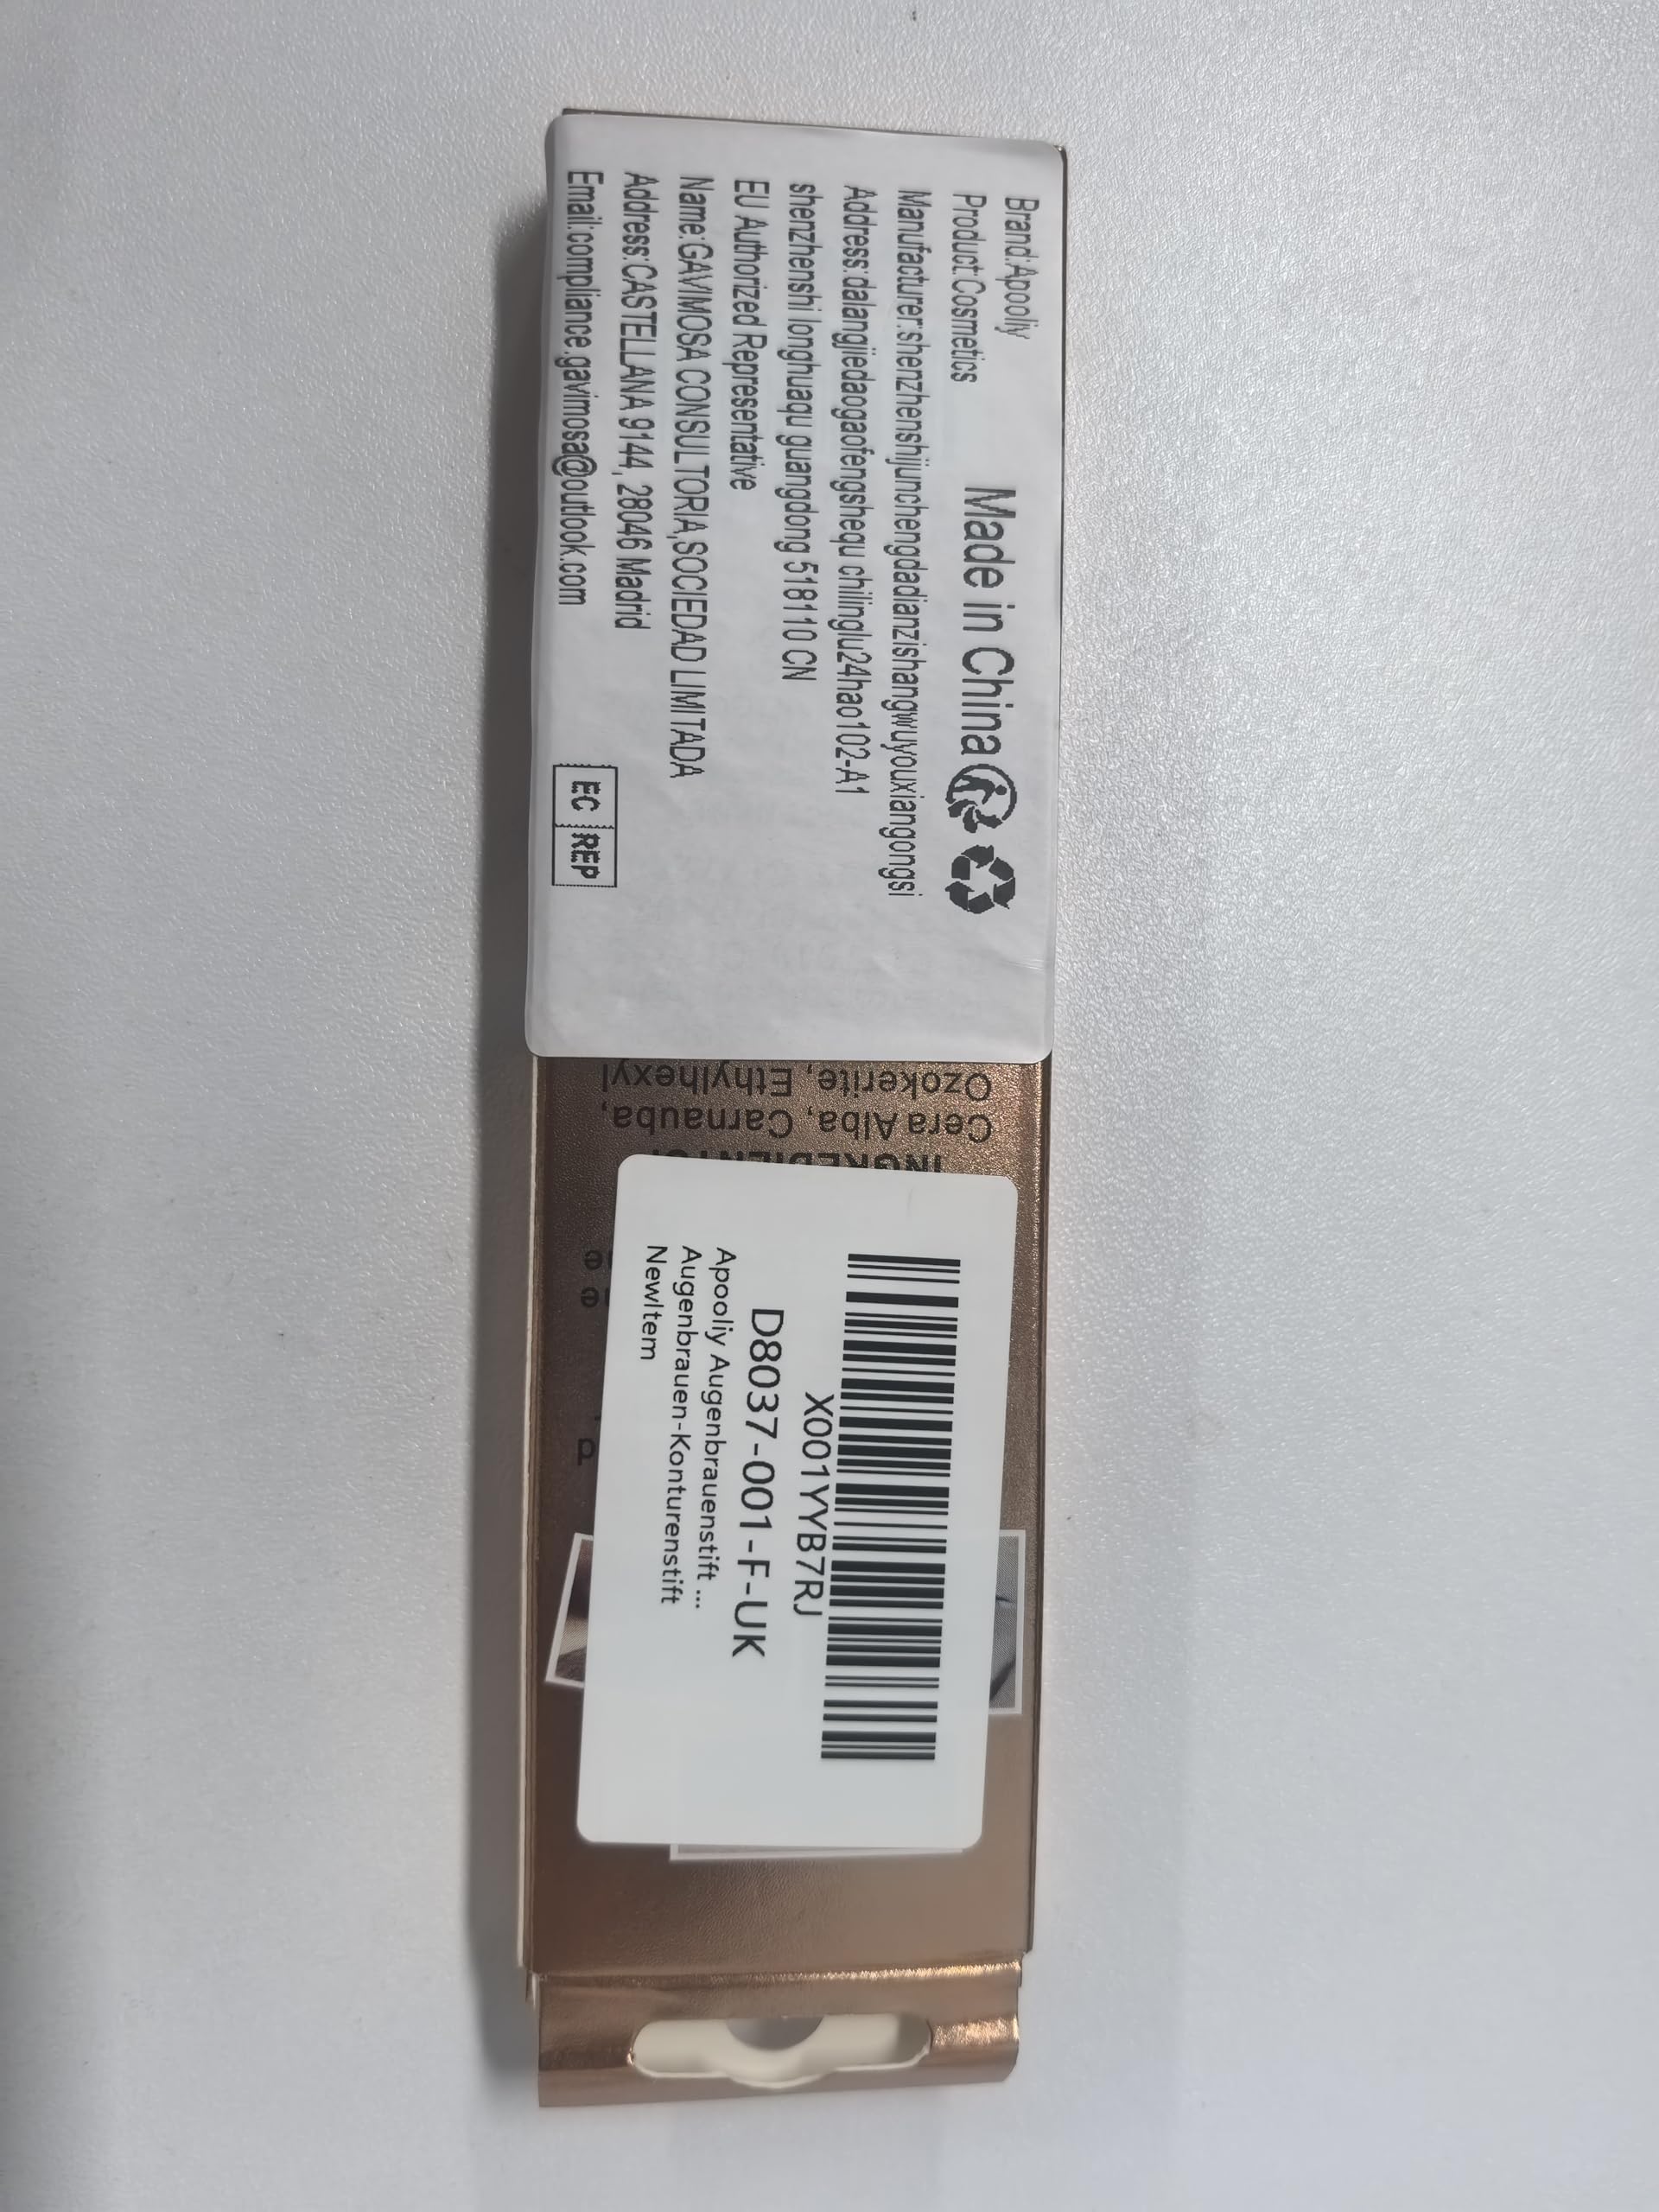 Brand:Apooliy
Product:Cosmetics
Made in China
Manufacturer:shenzhenshijunchengdadianzishangwuyouxiangongsi
Address:dalangjiedaogaofengshequ chilinglu24hao102-A1
shenzhenshi longhuaqu guangdong 518110 CN
EU Authorized Representative
Name:GAVIMOSA CONSULTORIA,SOCIEDAD LIMITADA
Address:CASTELLANA 9144, 28046 Madrid
Email:compliance.gavimosa@outlook.com
EC REP
Cera Alba, Carnauba,
Ozokerite, Ethylhexyl
X001YYB7RJ
D8037-001-F-UK
Apooliy Augenbrauenstift ...
Augenbrauen-Konturenstift
NewItem